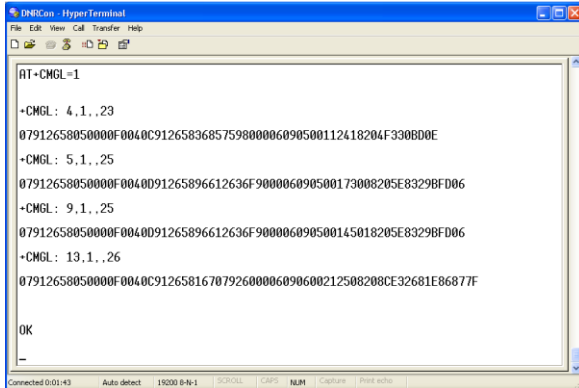 DNRCon - HyperTerminal
File Edit View Call Transfer Help
AT+CMGL=1
+CMGL: 4,1,,23
07912658050000F0040C9126583685759800006090500112418204F330BD0E
+CMGL: 5,1,,25
07912658050000F0040D91265896612636F900006090500173008205E8329BFD06
+CMGL: 9,1,,25
07912658050000F0040D91265896612636F900006090500145018205E8329BFD06
+CMGL: 13,1,,26
07912658050000F0040C9126581670792600006090600212508208CE32681E86877F
OK
_
Connected 0:01:43 Auto detect 19200 8-N-1 SCROLL CAPS NUM Capture Print echo